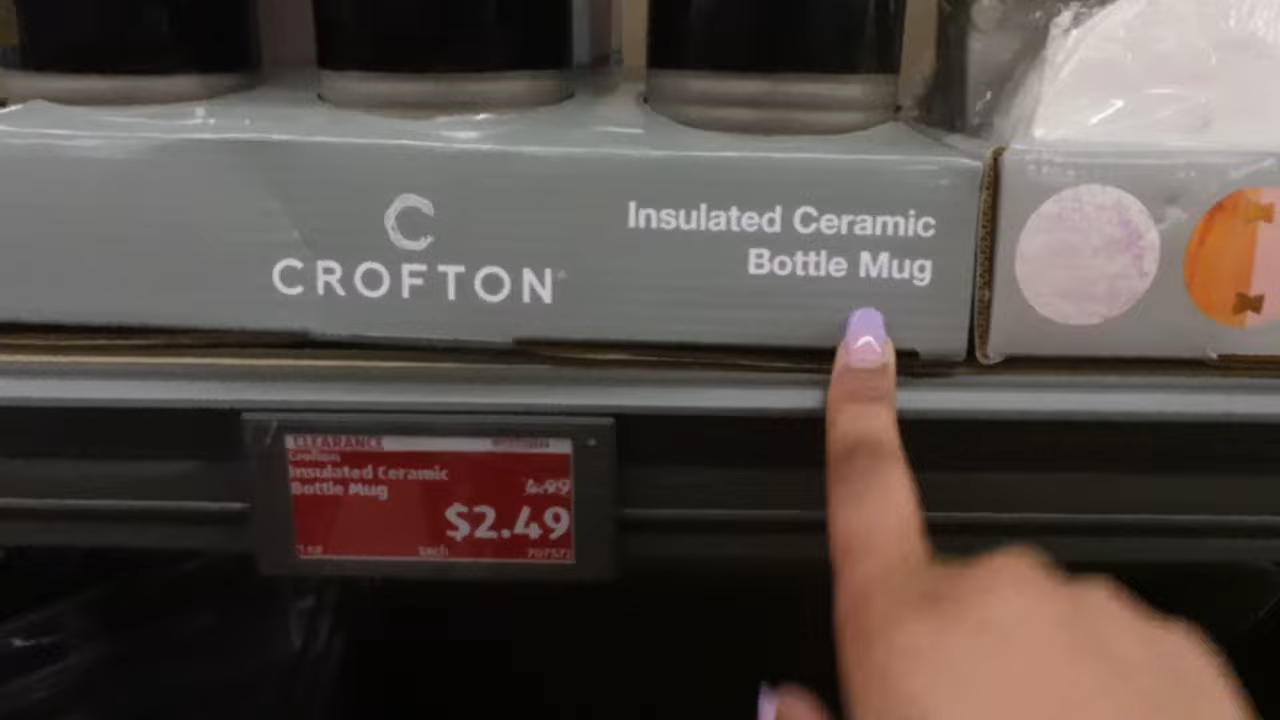 C
CROFTON
Insulated Ceramic
Bottle Mug
CLEARANCE
Crofton
Insulated Ceramic
Bottle Mug
4.99
$2.49
each